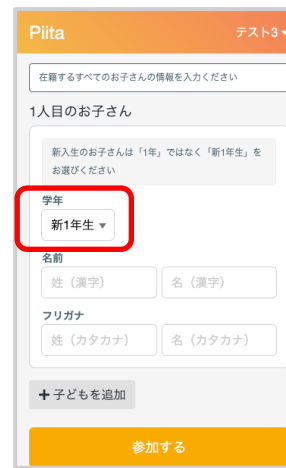 Piita
テスト3
在籍するすべてのお子さんの情報を入力ください
1人目のお子さん
新入生のお子さんは「1年」ではなく「新1年生」を
お選びください
学年
新1年生
名前
姓（漢字） 名（漢字）
フリガナ
姓（カタカナ） 名（カタカナ）
+子どもを追加
参加する